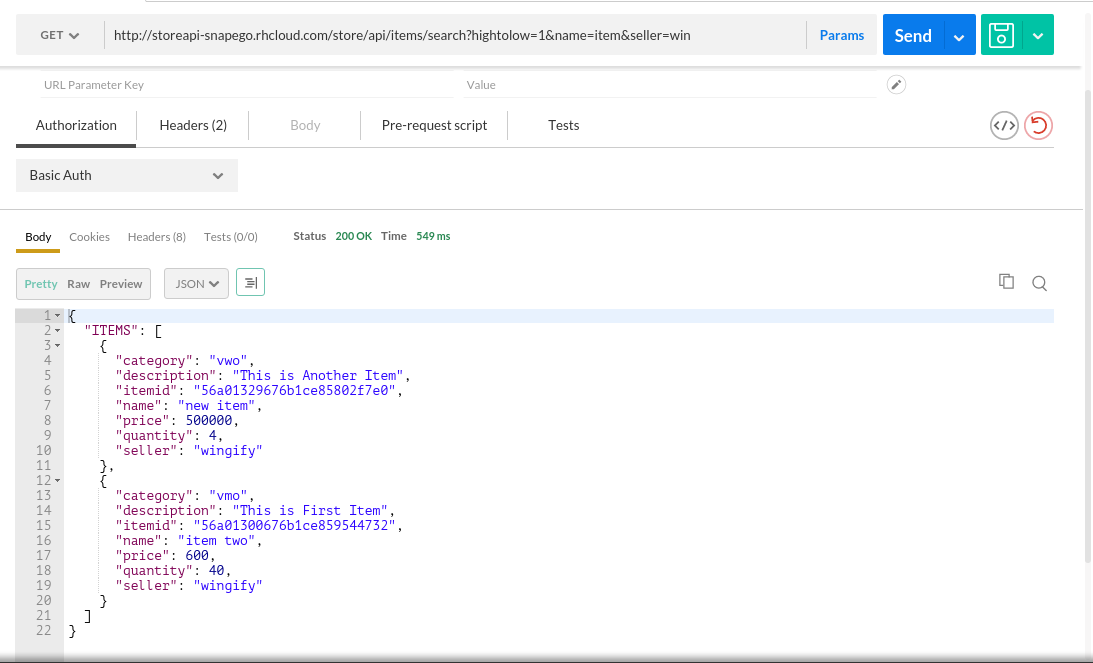 GET http://storeapi-snapego.rhcloud.com/store/api/items/search?hightolow=1&name=item&seller=win Params Send
URL Parameter Key Value
Authorization Headers (2) Body Pre-request script Tests
Basic Auth
Body Cookies Headers (8) Tests (0/0) Status 200 OK Time 549 ms
Pretty Raw Preview JSON
1 {
2 "ITEMS": [
3 {
4 "category": "vwo",
5 "description": "This is Another Item",
6 "itemid": "56a01329676b1ce85802f7e0",
7 "name": "new item",
8 "price": 500000,
9 "quantity": 4,
10 "seller": "wingify"
11 },
12 {
13 "category": "vmo",
14 "description": "This is First Item",
15 "itemid": "56a01300676b1ce859544732",
16 "name": "item two",
17 "price": 600,
18 "quantity": 40,
19 "seller": "wingify"
20 }
21 ]
22 }